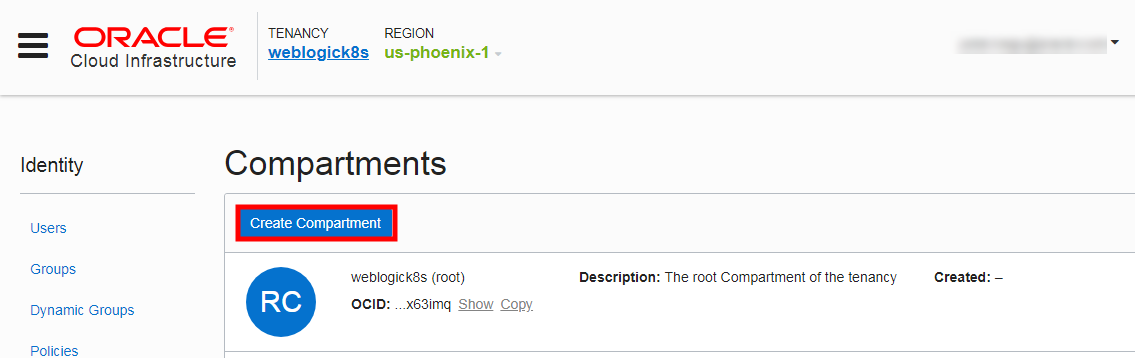 ORACLE
Cloud Infrastructure
TENANCY
weblogick8s
REGION
us-phoenix-1
Identity
Users
Groups
Dynamic Groups
Policies
Compartments
Create Compartment
RC
weblogick8s (root)
OCID: ...x63imq Show Copy
Description: The root Compartment of the tenancy
Created: –